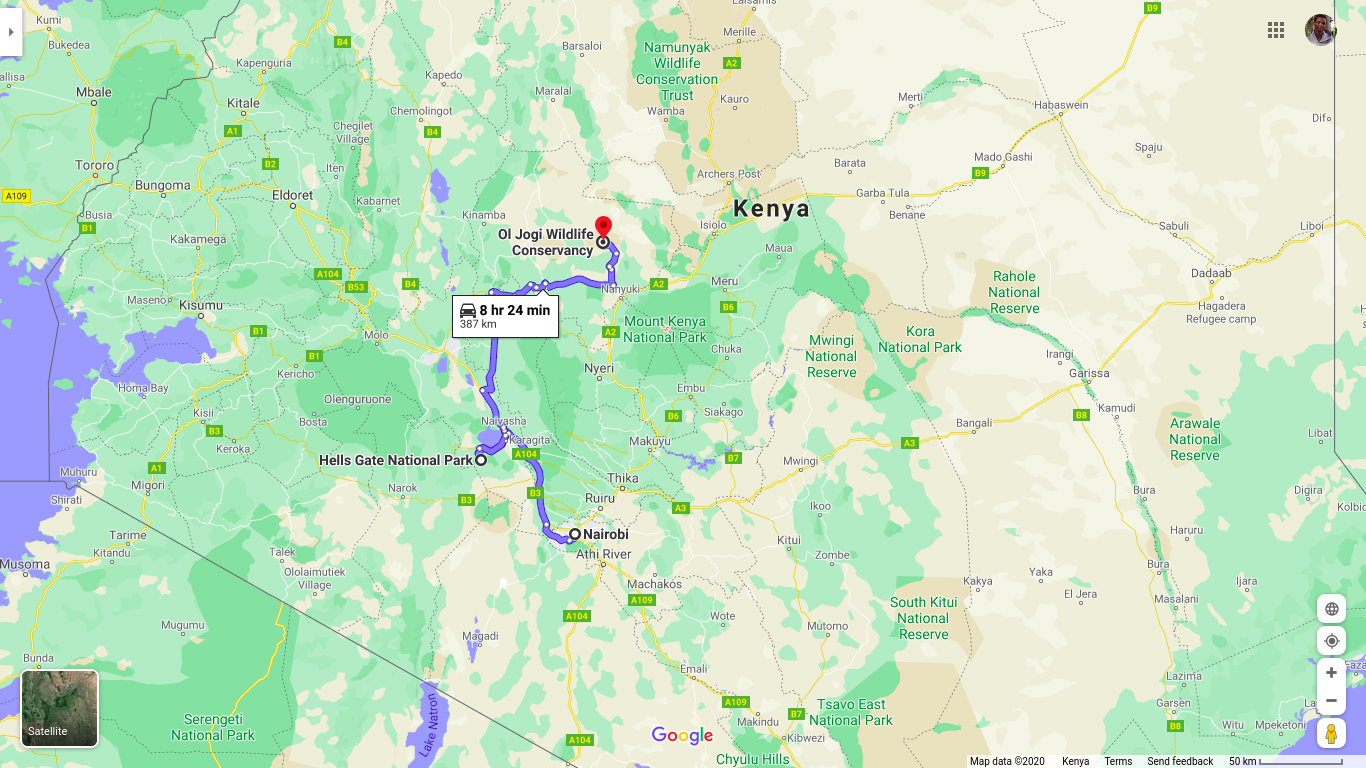 Kumi
Bukedea
Mbale
Tororo
A109
Busia
B1
Bungoma
Kakamega
Kapenguria
Kitale
A1
B2
Eldoret
Chegilet
Village
Iten
Kabarnet
Chemolingot
B4
Kapedo
B4
Barsaloi
Maralal
Kinamba
Namunyak
Wildlife
Conservation
Trust
Merille
A2
Kauro
Wamba
Archers Post
Laisamis
B9
Merti
Habaswein
Dif
Spaju
Mado Gashi
B9
Barata
Garba Tula
Benane
Kenya
Isiolo
Maua
Meru
A2
B6
Nanyuki
Ol Jogi Wildlife
Conservancy
8 hr 24 min
387 km
A104
B53
B4
Maseno
Kisumu
B1
B1
Molo
Kericho
Homa Bay
Kisii
B3
Keroka
Olenguruone
Bosta
Mount Kenya
National Park
A2
Nyeri
Chuka
Embu
B6
Siakago
Makuyu
B7
Mwingi
National
Reserve
Kora
National Park
Rahole
National
Reserve
Sabuli
Liboi
Dadaab
Hagadera
Refugee camp
Irangi
Garissa
Kamudi
B8
Bangali
A3
Arawale
National
Reserve
Libat
Naivasha
Karagita
A104
Hells Gate National Park
Muhuru
A1
Migori
Shirati
Narok
B3
B3
Thika
Ruiru
A3
Mwingi
Ikoo
Nairobi
Athi River
Kitui
Zombe
Machakos
A109
A104
Wote
Mutomo
South Kitui
National
Reserve
Kakya
Yaka
El Jera
Bura
Digira
Kolbio
Haruru
Bura
Ijara
Masalani
Tarime
Kitandu
Musoma
Talek
Ololaimutiek
Village
Mugumu
Bunda
Magadi
Lake Natron
Serengeti
National Park
Satellite
A104
Emali
A109
Makindu
B7
Kibwezi
Tsavo East
National Park
Chyulu Hills
Lazima
Garsen
B8
Witu
Mpeketoni
Google
Map data ©2020
Kenya
Terms
Send feedback
50 km